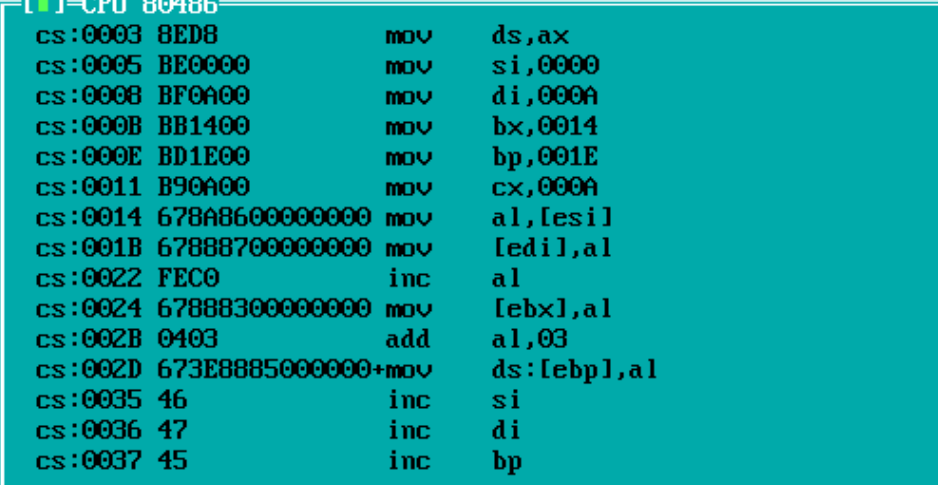 [■]=CPU 80486
cs:0003 8ED8 mov ds,ax
cs:0005 BE0000 mov si,0000
cs:0008 BF0A00 mov di,000A
cs:000B BB1400 mov bx,0014
cs:000E BD1E00 mov bp,001E
cs:0011 B90A00 mov cx,000A
cs:0014 678A8600000000 mov al,[esi]
cs:001B 67888700000000 mov [edi],al
cs:0022 FEC0 inc al
cs:0024 67888300000000 mov [ebx],al
cs:002B 0403 add al,03
cs:002D 673E8885000000+mov ds:[ebp],al
cs:0035 46 inc si
cs:0036 47 inc di
cs:0037 45 inc bp